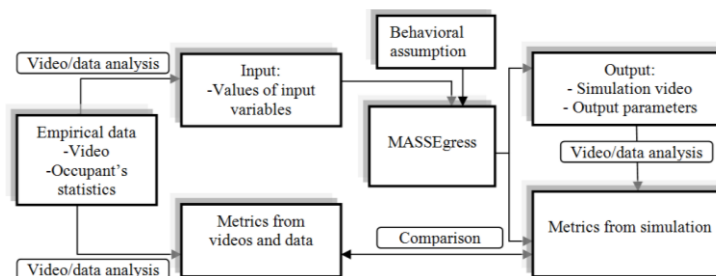 Behavioral
assumption
Video/data analysis
Input:
-Values of input
variables
Output:
- Simulation video
- Output parameters
Empirical data
-Video
-Occupant's
statistics
MASSEgress
Video/data analysis
Metrics from
videos and data
Comparison
Metrics from simulation
Video/data analysis